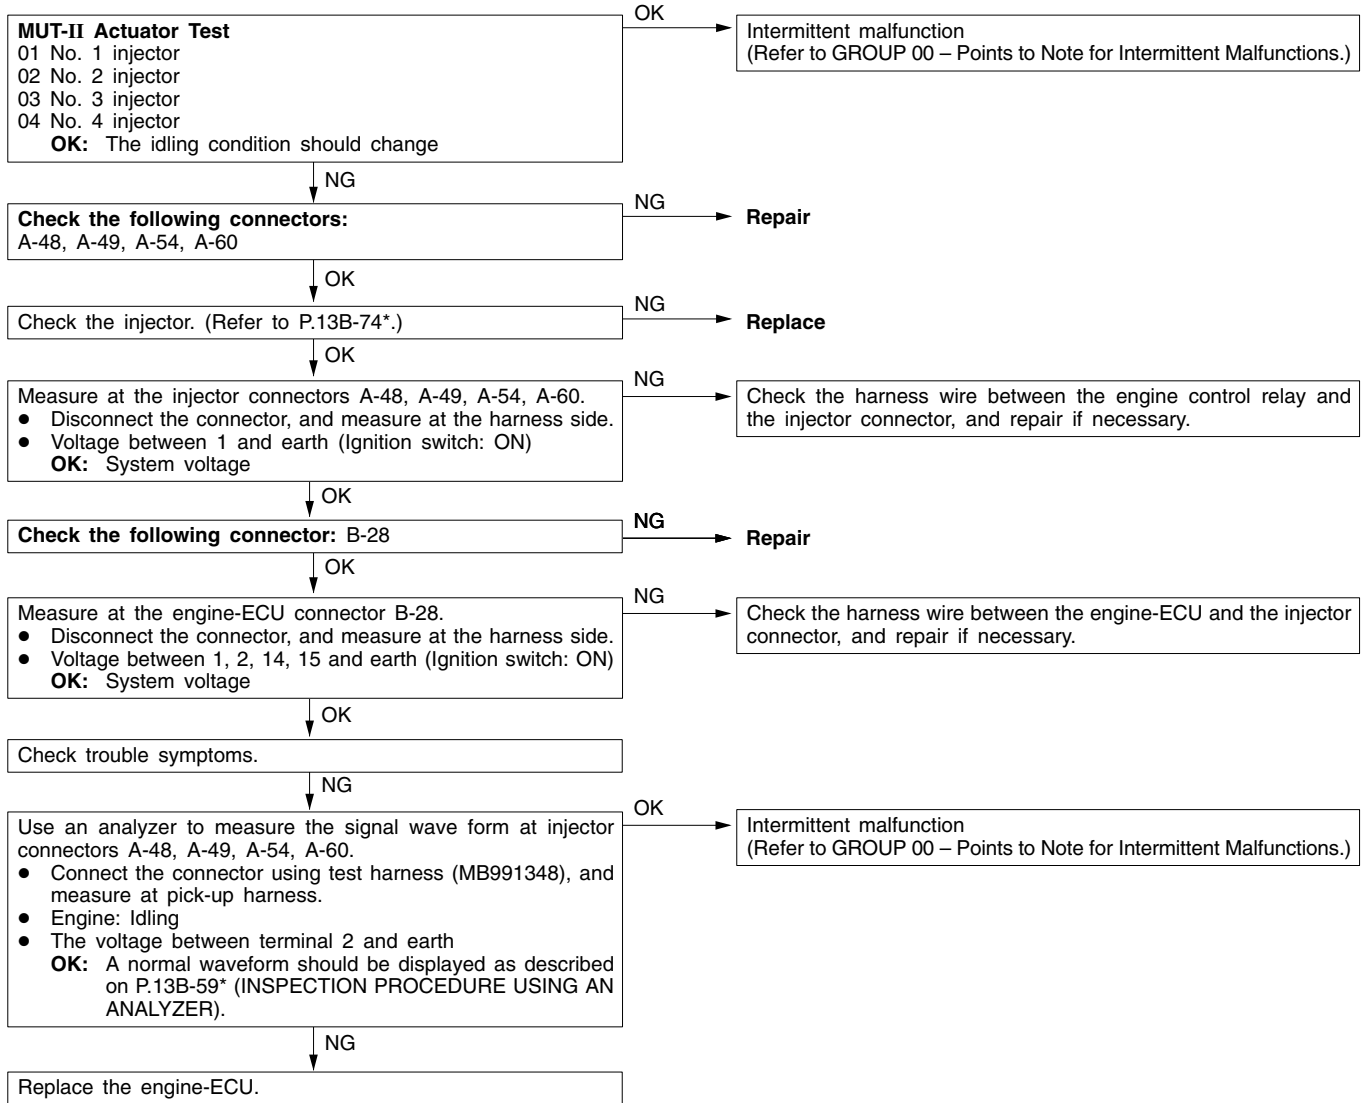 MUT-II Actuator Test
01 No. 1 injector
02 No. 2 injector
03 No. 3 injector
04 No. 4 injector
OK: The idling condition should change
OK
Intermittent malfunction
(Refer to GROUP 00 – Points to Note for Intermittent Malfunctions.)
NG
Check the following connectors:
A-48, A-49, A-54, A-60
NG
Repair
OK
Check the injector. (Refer to P.13B-74*.)
NG
Replace
OK
Measure at the injector connectors A-48, A-49, A-54, A-60.
● Disconnect the connector, and measure at the harness side.
● Voltage between 1 and earth (Ignition switch: ON)
OK: System voltage
NG
Check the harness wire between the engine control relay and
the injector connector, and repair if necessary.
OK
Check the following connector: B-28
NG
Repair
OK
Measure at the engine-ECU connector B-28.
● Disconnect the connector, and measure at the harness side.
● Voltage between 1, 2, 14, 15 and earth (Ignition switch: ON)
OK: System voltage
NG
Check the harness wire between the engine-ECU and the injector
connector, and repair if necessary.
OK
Check trouble symptoms.
NG
Use an analyzer to measure the signal wave form at injector
connectors A-48, A-49, A-54, A-60.
● Connect the connector using test harness (MB991348), and
measure at pick-up harness.
● Engine: Idling
● The voltage between terminal 2 and earth
OK: A normal waveform should be displayed as described
on P.13B-59* (INSPECTION PROCEDURE USING AN
ANALYZER).
OK
Intermittent malfunction
(Refer to GROUP 00 – Points to Note for Intermittent Malfunctions.)
NG
Replace the engine-ECU.